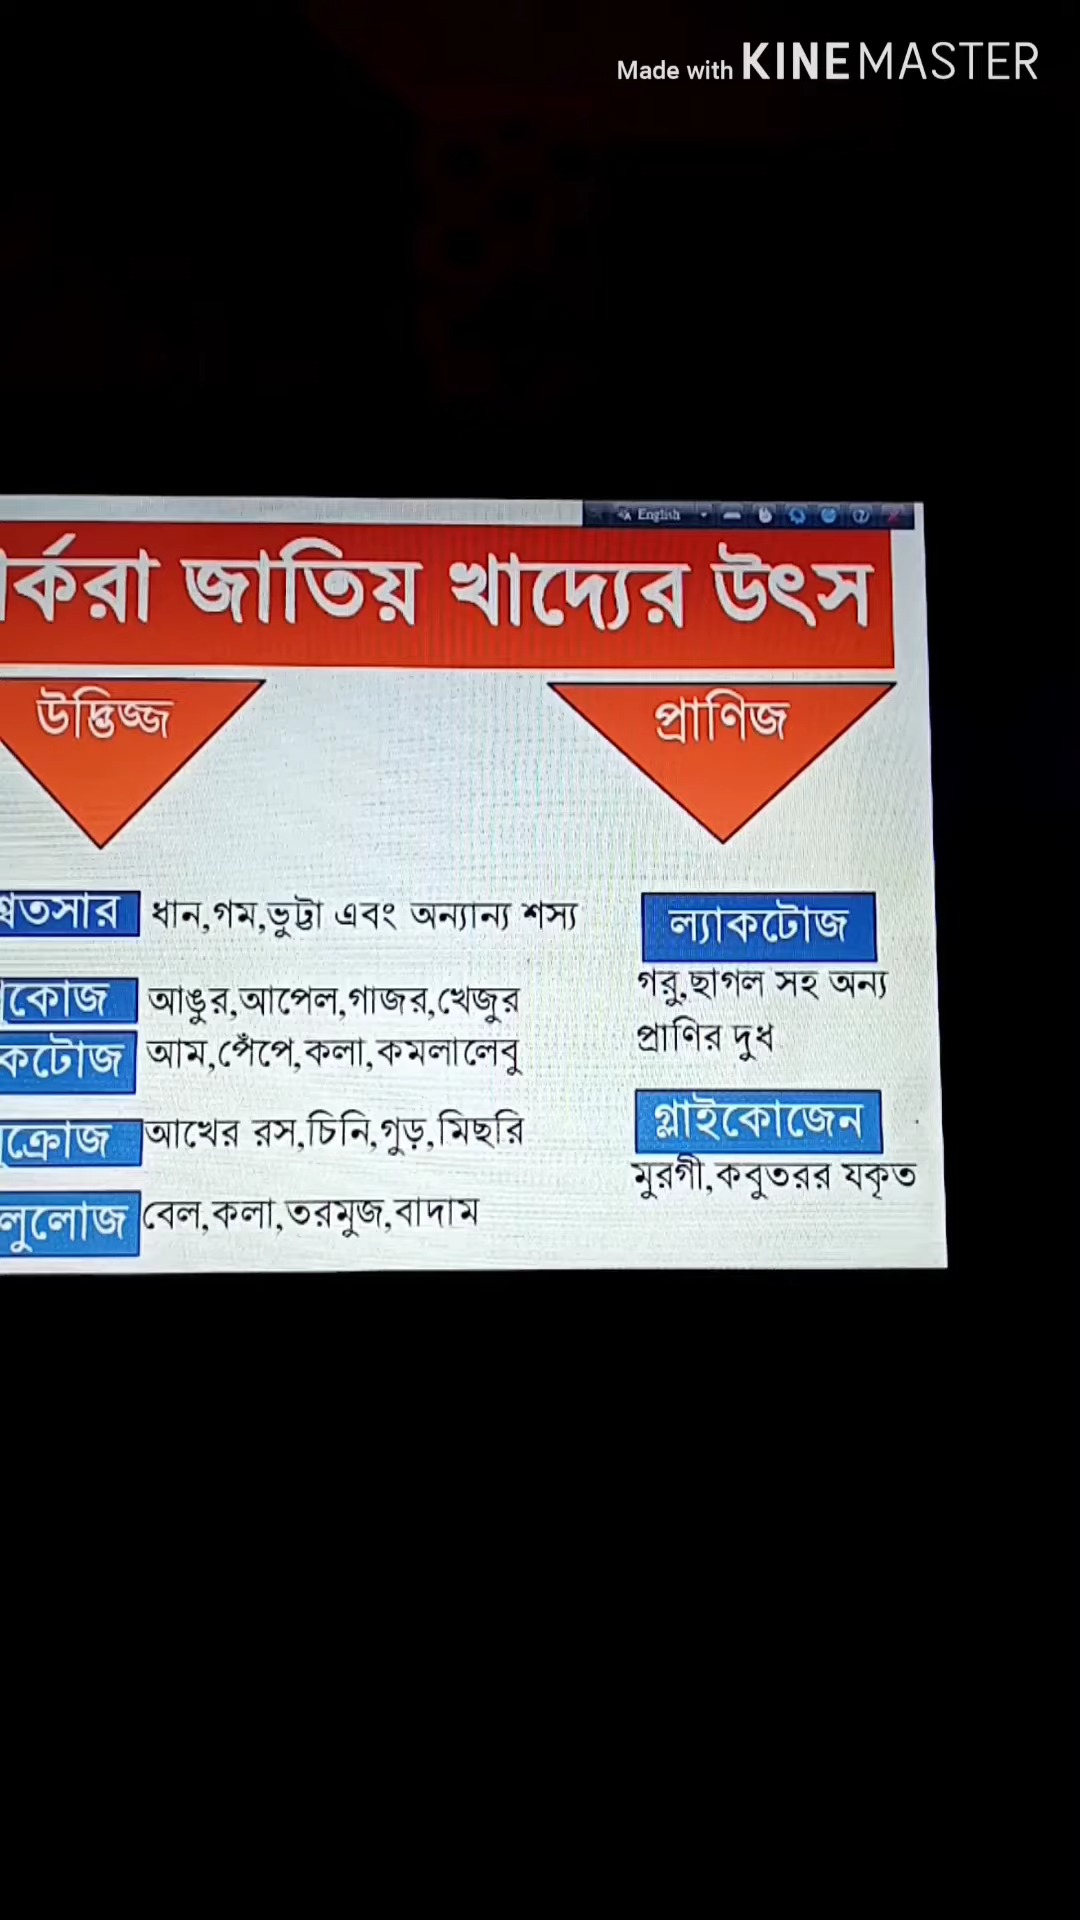 Made with KINEMASTER
English
র্করা জাতিয় খাদ্যের উৎস
উদ্ভিজ্জ
প্রাণিজ
শ্বেতসার ধান,গম,ভুট্টা এবং অন্যান্য শস্য
কোজ আঙুর,আপেল,গাজর,খেজুর
কটোজ আম,পেঁপে,কলা,কমলালেবু
ক্রোজ আখের রস,চিনি,গুড়,মিছরি
লুলোজ বেল,কলা,তরমুজ,বাদাম
ল্যাকটোজ
গরু,ছাগল সহ অন্য
প্রাণির দুধ
গ্লাইকোজেন
মুরগী,কবুতরর যকৃত